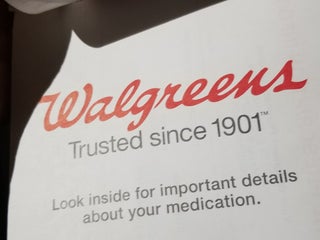 Walgreens
Trusted since 1901™
Look inside for important details
about your medication.